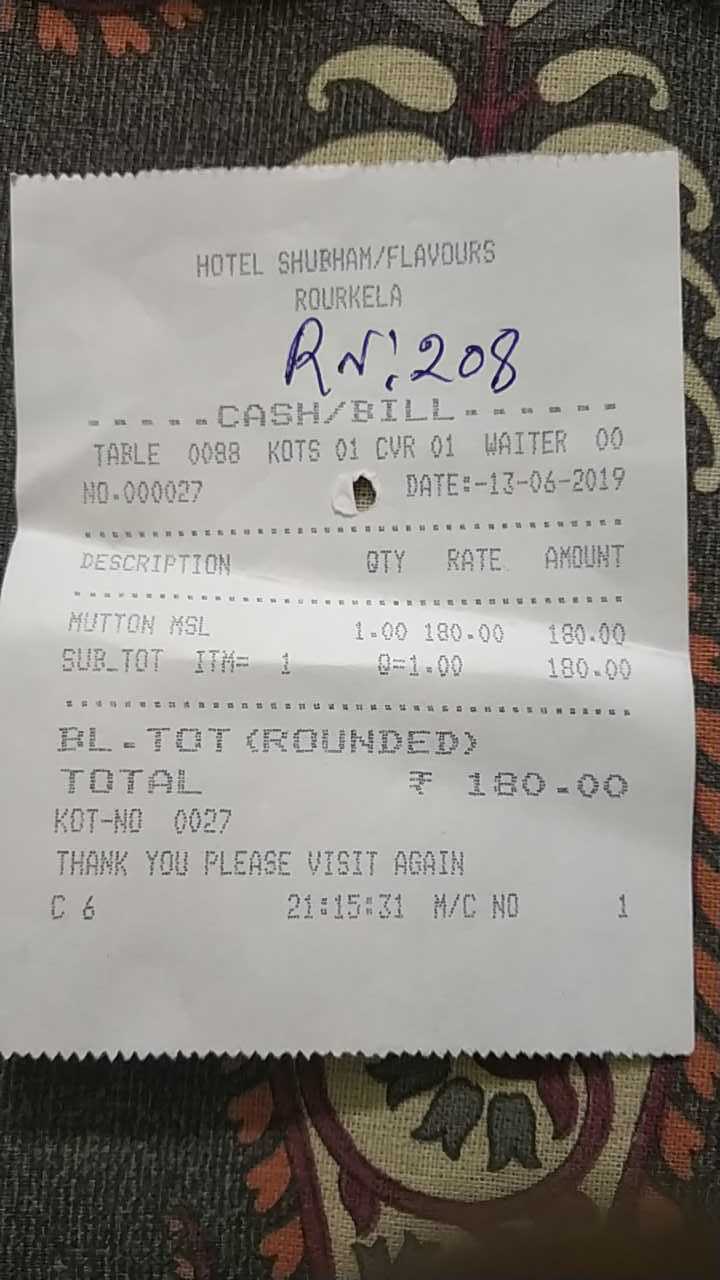 HOTEL SHUBHAM/FLAVOURS
ROURKELA
RN: 208
-----CASH/BILL------
TABLE 0088 KOTS 01 CVR 01 WAITER 00
NO.000027 DATE:-13-06-2019
DESCRIPTION QTY RATE AMOUNT
MUTTON MSL 1.00 180.00 180.00
SUB_TOT ITM= 1 Q=1.00 180.00
BL.TOT(ROUNDED)
TOTAL ₹ 180.00
KOT-NO 0027
THANK YOU PLEASE VISIT AGAIN
C 6 21:15:31 M/C NO 1